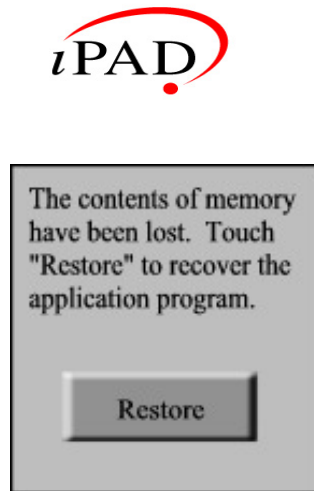 iPAD
The contents of memory
have been lost.  Touch
"Restore" to recover the
application program.
Restore